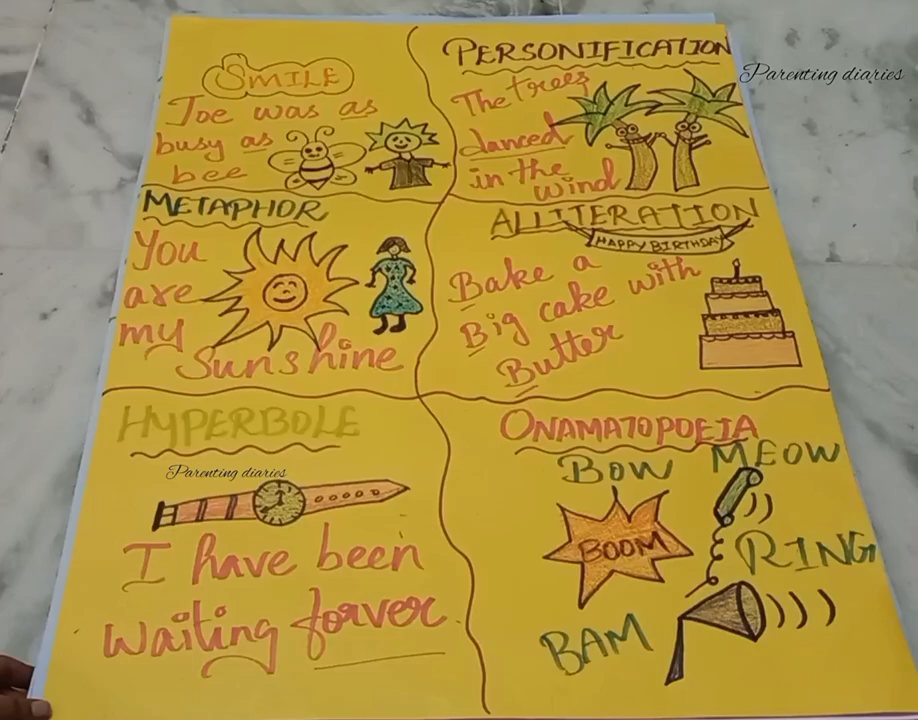 SMILE
Joe was as
busy as
bee
PERSONIFICATION
The trees
danced
in the
wind
Parenting diaries
METAPHOR
You
are
my
Sunshine
ALLITERATION
HAPPY BIRTHDAY
Bake a
Big cake with
Butter
HYPERBOLE
Parenting diaries
I have been
waiting forver
ONAMATOPOEIA
BOW
MEOW
BOOM
RING
BAM